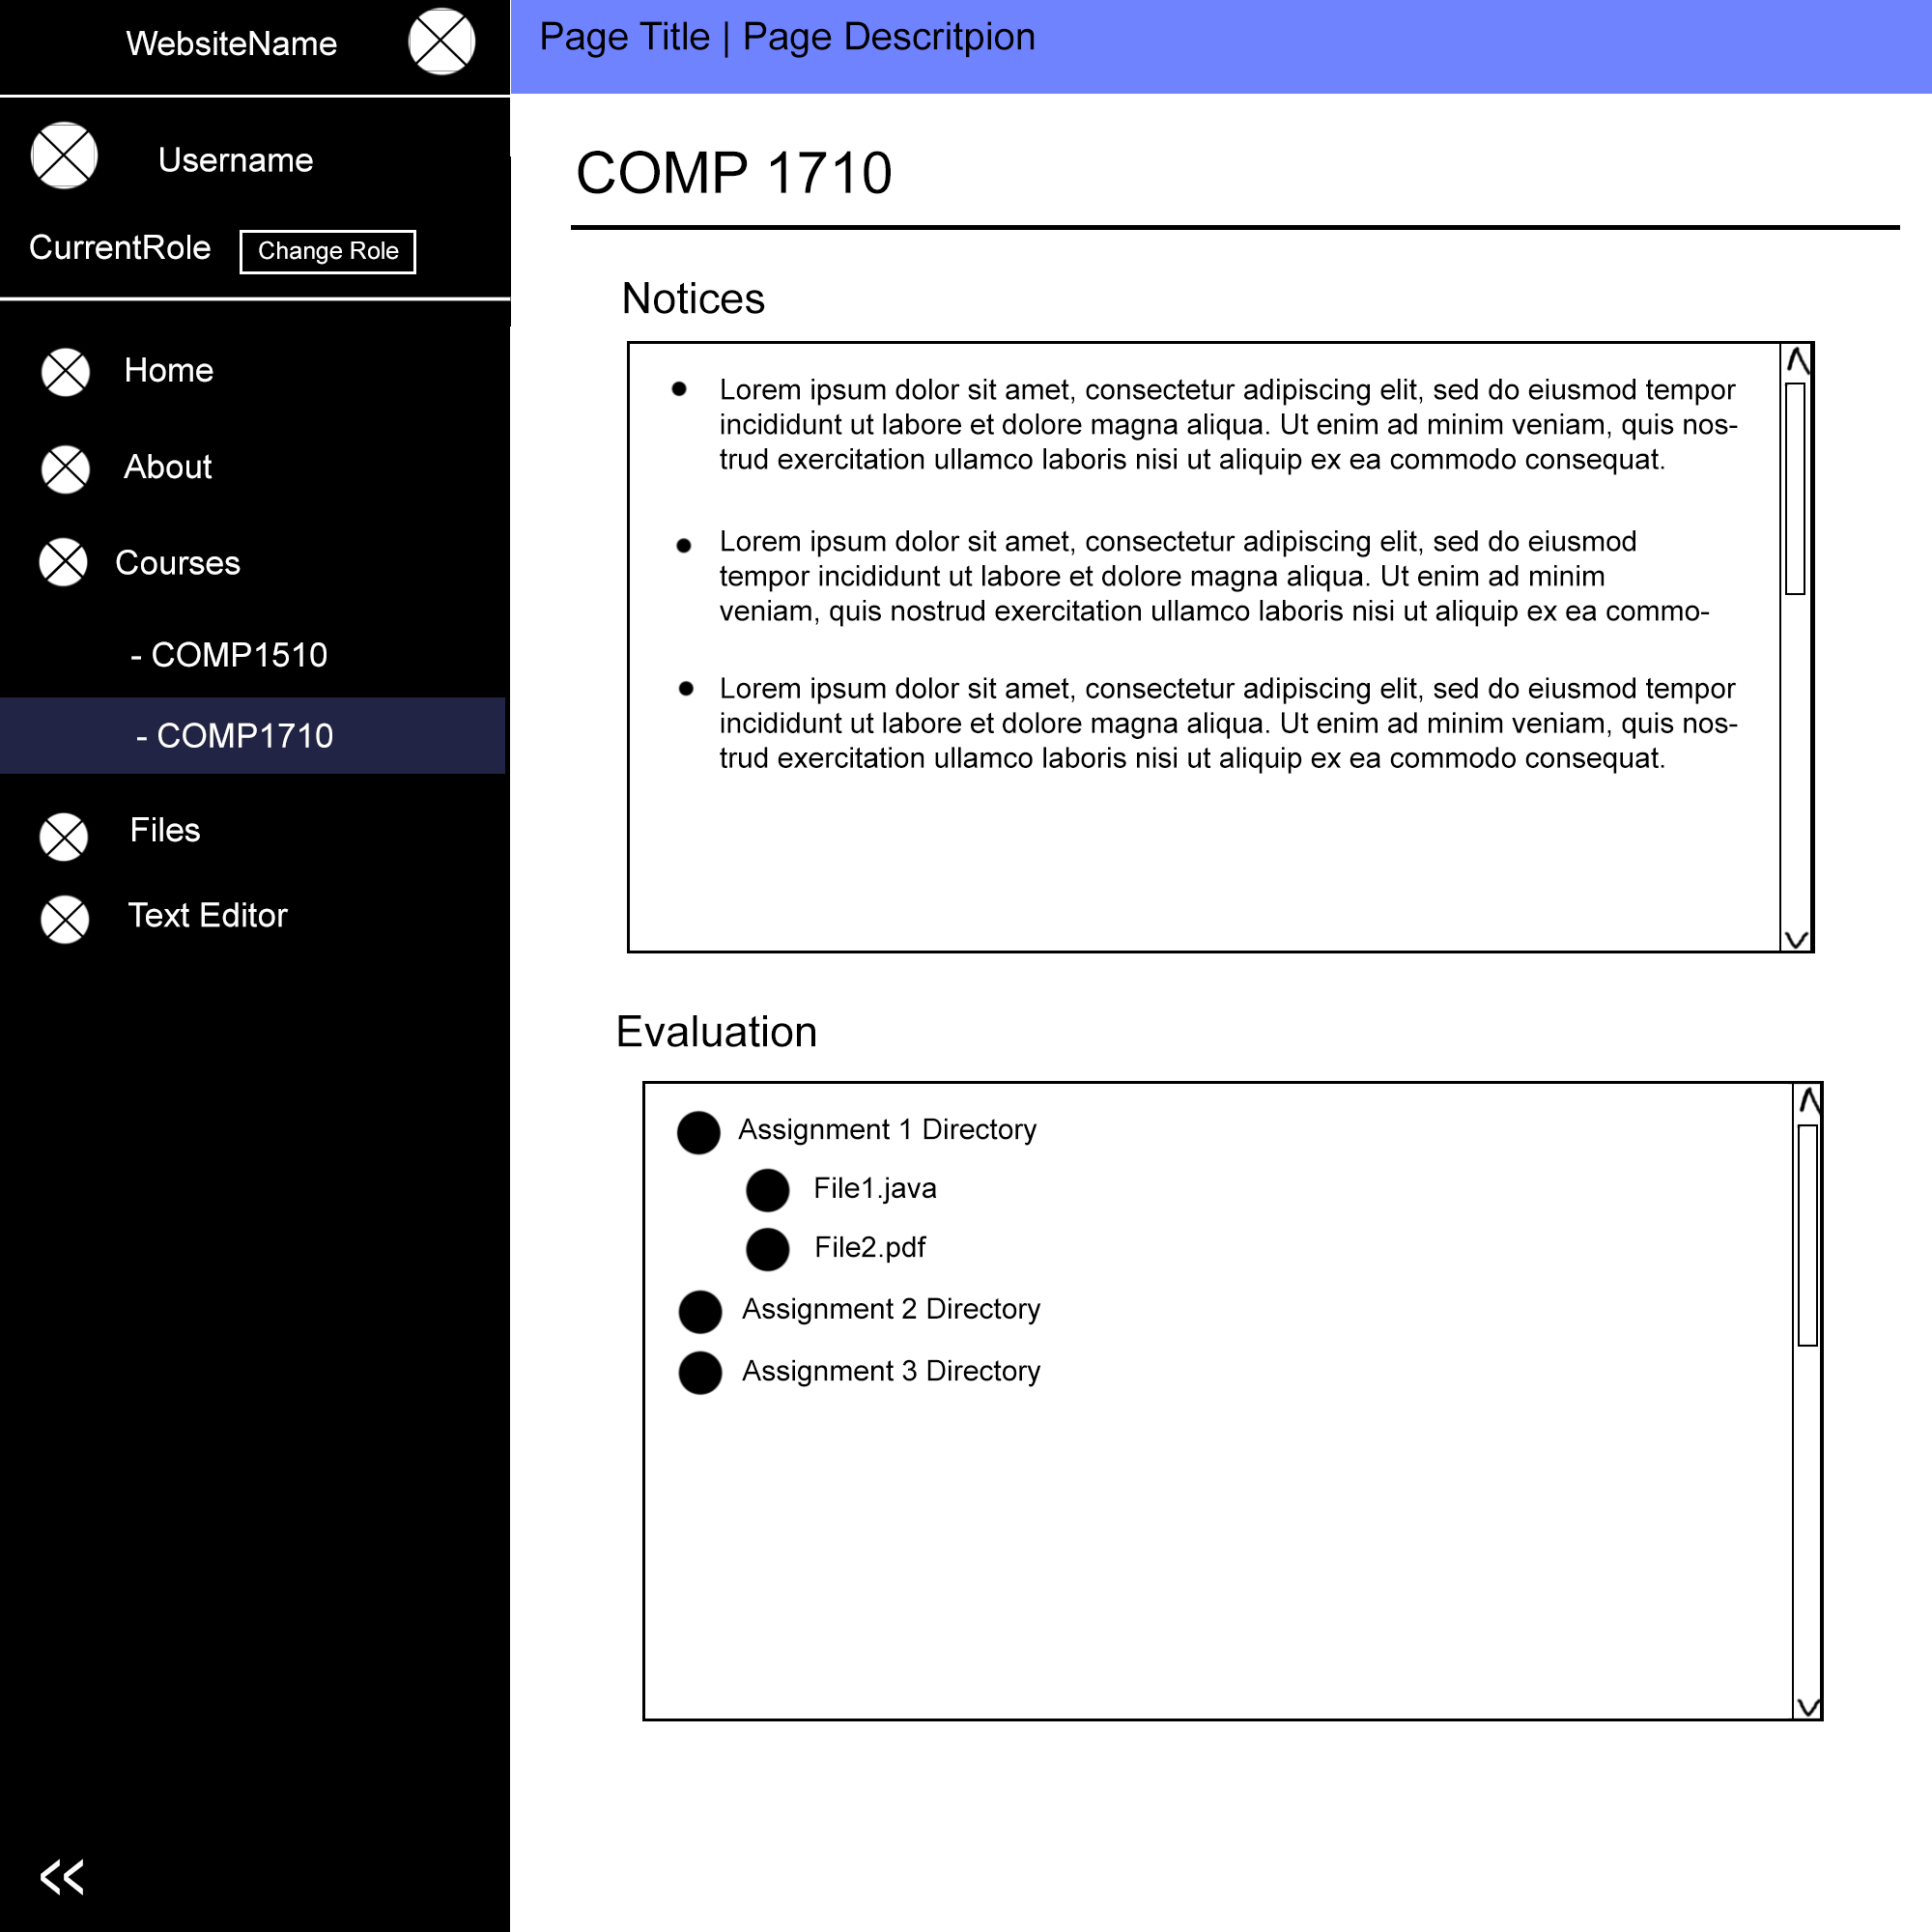 WebsiteName
Page Title | Page Descritpion
Username
CurrentRole
Change Role
Home
About
Courses
- COMP1510
- COMP1710
Files
Text Editor
COMP 1710
Notices
Lorem ipsum dolor sit amet, consectetur adipiscing elit, sed do eiusmod tempor
incididunt ut labore et dolore magna aliqua. Ut enim ad minim veniam, quis nos-
trud exercitation ullamco laboris nisi ut aliquip ex ea commodo consequat.
Lorem ipsum dolor sit amet, consectetur adipiscing elit, sed do eiusmod
tempor incididunt ut labore et dolore magna aliqua. Ut enim ad minim
veniam, quis nostrud exercitation ullamco laboris nisi ut aliquip ex ea commo-
Lorem ipsum dolor sit amet, consectetur adipiscing elit, sed do eiusmod tempor
incididunt ut labore et dolore magna aliqua. Ut enim ad minim veniam, quis nos-
trud exercitation ullamco laboris nisi ut aliquip ex ea commodo consequat.
Evaluation
Assignment 1 Directory
File1.java
File2.pdf
Assignment 2 Directory
Assignment 3 Directory